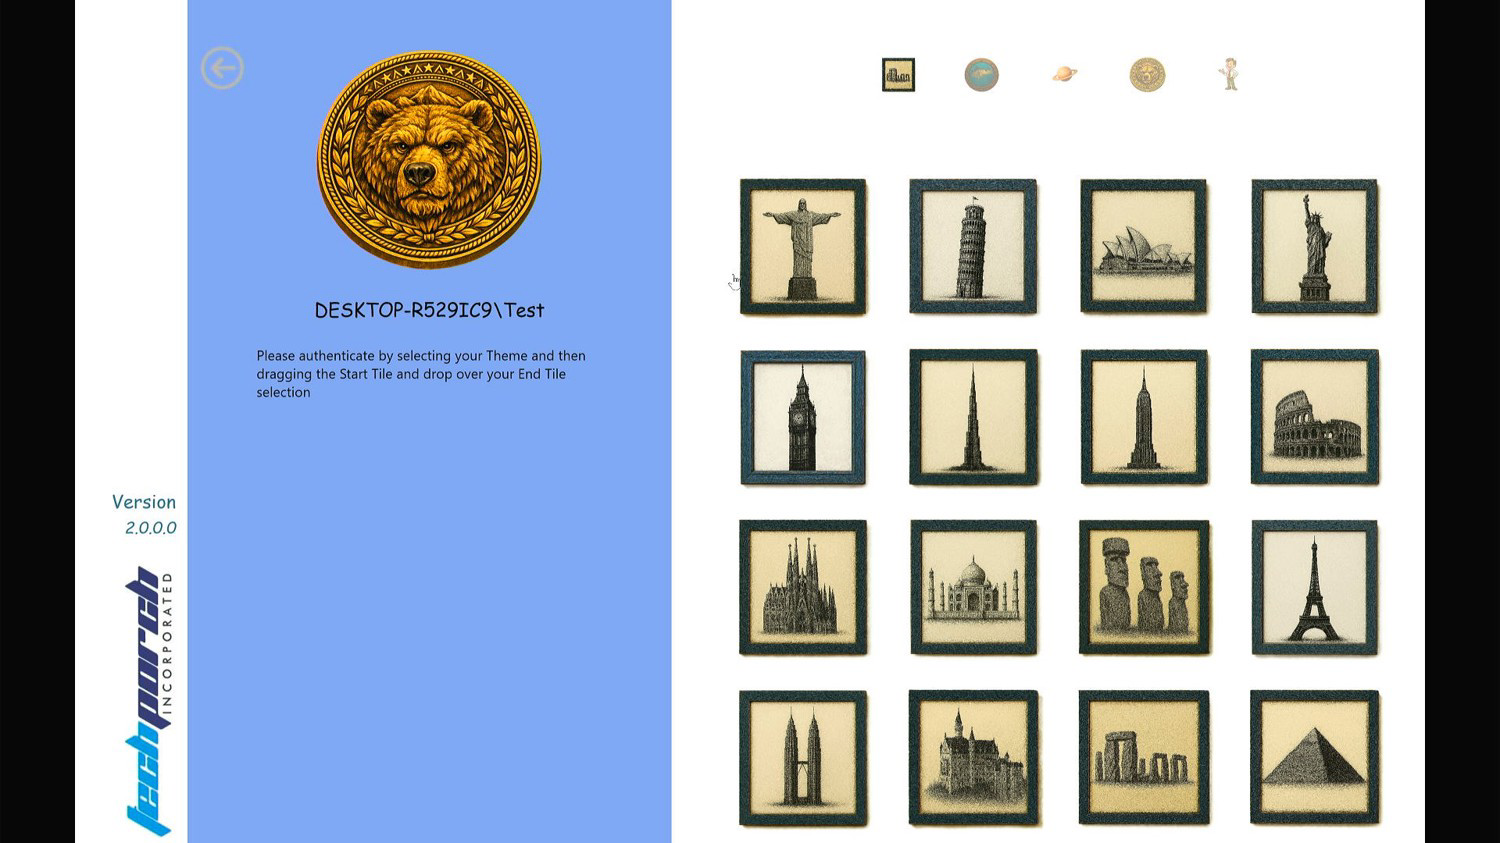 DESKTOP-R529IC9\Test
Please authenticate by selecting your Theme and then
dragging the Start Tile and drop over your End Tile
selection
Version
2.0.0.0
techporch
INCORPORATED